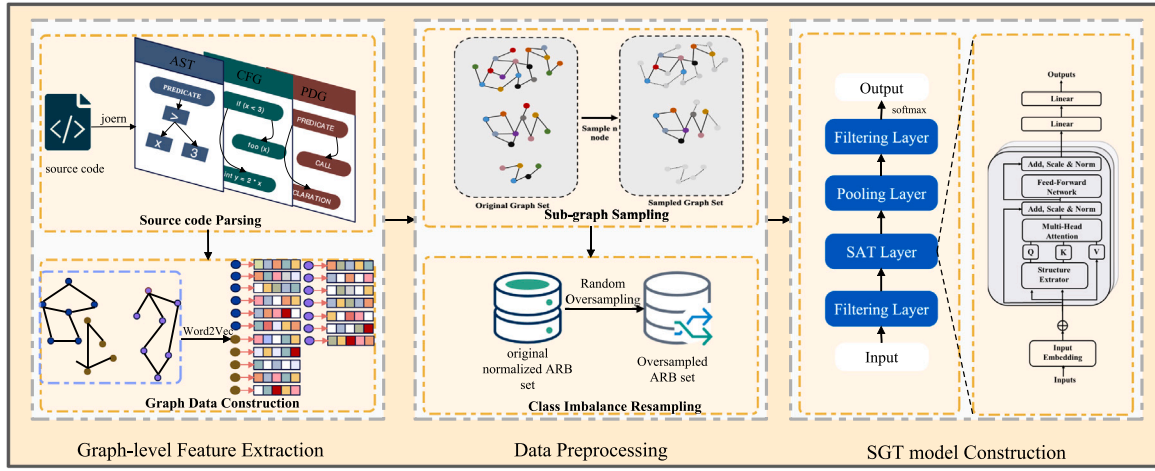 AST
PREDICATE
>
x
3
CFG
if (x < 3)
foo (x)
int y = 2 * x
PDG
PREDICATE
CALL
CLARATION
joern
source code
Source code Parsing
Word2Vec
Graph Data Construction
Graph-level Feature Extraction
Sample n
node
Original Graph Set
Sampled Graph Set
Sub-graph Sampling
Random
Oversampling
original
normalized ARB
set
Oversampled
ARB set
Class Imbalance Resampling
Data Preprocessing
Output
softmax
Filtering Layer
Pooling Layer
SAT Layer
Filtering Layer
Input
Outputs
Linear
Linear
Add, Scale & Norm
Feed-Forward
Network
Add, Scale & Norm
Multi-Head
Attention
Q
K
V
Structure
Extrator
Input
Embedding
Inputs
SGT model Construction